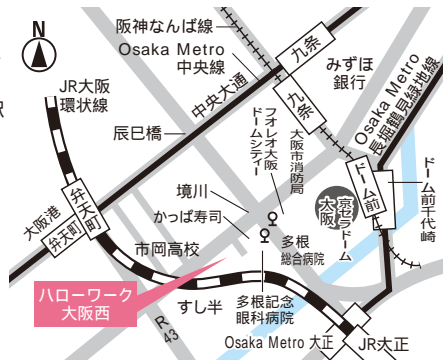 阪神なんば線
Osaka Metro
中央線
N
九条
みずほ
銀行
九条
Osaka Metro
長堀鶴見緑地線
JR大阪
環状線
中央大通
辰巳橋
フォレオ大阪
ドームシティー
大阪市消防局
ドーム前
京セラドーム
大阪
ドーム前千代崎
弁天町
大阪港
弁天町
境川
かっぱ寿司
市岡高校
多根
総合病院
ハローワーク
大阪西
すし半
多根記念
眼科病院
R
43
Osaka Metro 大正
JR大正